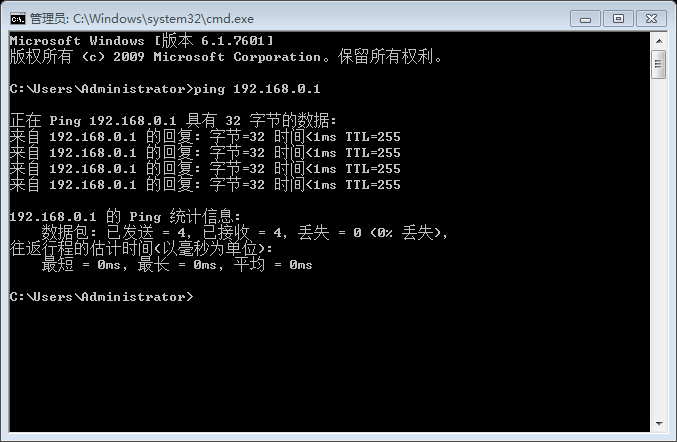 管理员: C:\Windows\system32\cmd.exe
Microsoft Windows [版本 6.1.7601]
版权所有 (c) 2009 Microsoft Corporation。保留所有权利。
C:\Users\Administrator>ping 192.168.0.1
正在 Ping 192.168.0.1 具有 32 字节的数据:
来自 192.168.0.1 的回复: 字节=32 时间<1ms TTL=255
来自 192.168.0.1 的回复: 字节=32 时间<1ms TTL=255
来自 192.168.0.1 的回复: 字节=32 时间<1ms TTL=255
来自 192.168.0.1 的回复: 字节=32 时间<1ms TTL=255
192.168.0.1 的 Ping 统计信息:
数据包: 已发送 = 4, 已接收 = 4, 丢失 = 0 (0% 丢失),
往返行程的估计时间(以毫秒为单位):
最短 = 0ms, 最长 = 0ms, 平均 = 0ms
C:\Users\Administrator>